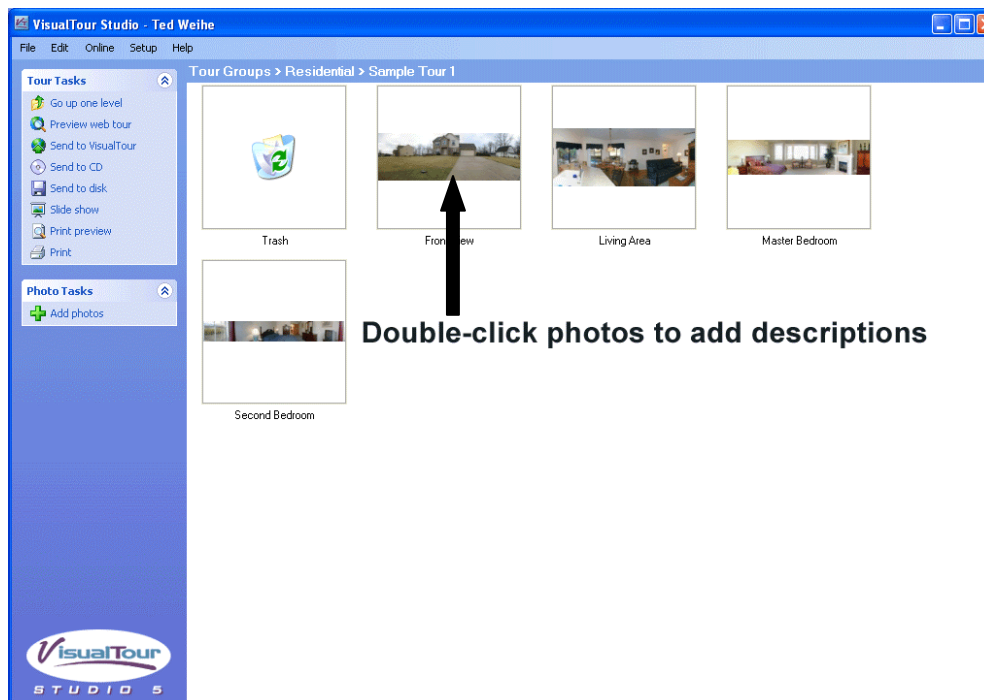 VisualTour Studio - Ted Weihe
File Edit Online Setup Help
Tour Groups > Residential > Sample Tour 1
Tour Tasks
Go up one level
Preview web tour
Send to VisualTour
Send to CD
Send to disk
Slide show
Print preview
Print
Photo Tasks
Add photos
Trash
Living Area
Master Bedroom
Double-click photos to add descriptions
Second Bedroom
VisualTour
STUDIO 5